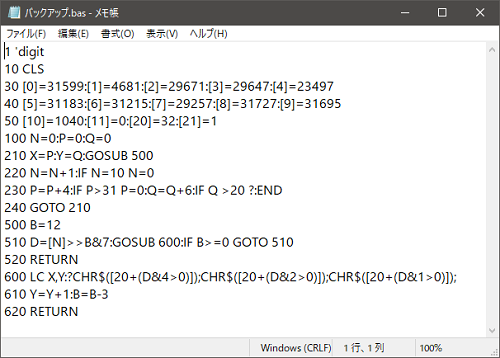 バックアップ.bas - メモ帳
ファイル(F) 編集(E) 書式(O) 表示(V) ヘルプ(H)
1 'digit
10 CLS
30 [0]=31599:[1]=4681:[2]=29671:[3]=29647:[4]=23497
40 [5]=31183:[6]=31215:[7]=29257:[8]=31727:[9]=31695
50 [10]=1040:[11]=0:[20]=32:[21]=1
100 N=0:P=0:Q=0
210 X=P:Y=Q:GOSUB 500
220 N=N+1:IF N=10 N=0
230 P=P+4:IF P>31 P=0:Q=Q+6:IF Q >20 ?:END
240 GOTO 210
500 B=12
510 D=[N]>>B&7:GOSUB 600:IF B>=0 GOTO 510
520 RETURN
600 LC X,Y:?CHR$([20+(D&4>0)]);CHR$([20+(D&2>0)]);CHR$([20+(D&1>0)]);
610 Y=Y+1:B=B-3
620 RETURN
Windows (CRLF) 1 行、1 列 100%